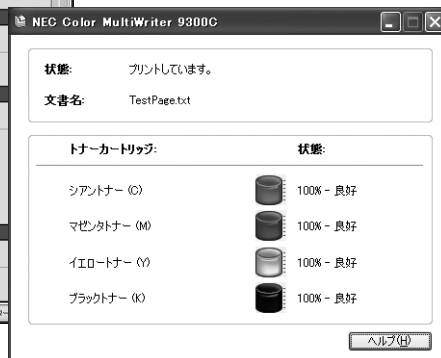 NEC Color MultiWriter 9300C
状態: プリントしています。
文書名: TestPage.txt
トナーカートリッジ: 状態:
シアントナー (C) 100% - 良好
マゼンタトナー (M) 100% - 良好
イエロートナー (Y) 100% - 良好
ブラックトナー (K) 100% - 良好
ヘルプ(H)